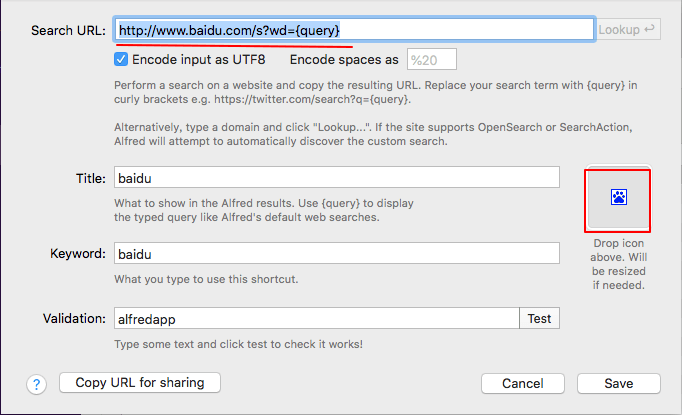 Search URL: http://www.baidu.com/s?wd={query} Lookup ↩
Encode input as UTF8 Encode spaces as %20
Perform a search on a website and copy the resulting URL. Replace your search term with {query} in
curly brackets e.g. https://twitter.com/search?q={query}.
Alternatively, type a domain and click "Lookup...". If the site supports OpenSearch or SearchAction,
Alfred will attempt to automatically discover the custom search.
Title: baidu
What to show in the Alfred results. Use {query} to display
the typed query like Alfred's default web searches.
Drop icon
above. Will
be resized
if needed.
Keyword: baidu
What you type to use this shortcut.
Validation: alfredapp Test
Type some text and click test to check it works!
? Copy URL for sharing Cancel Save